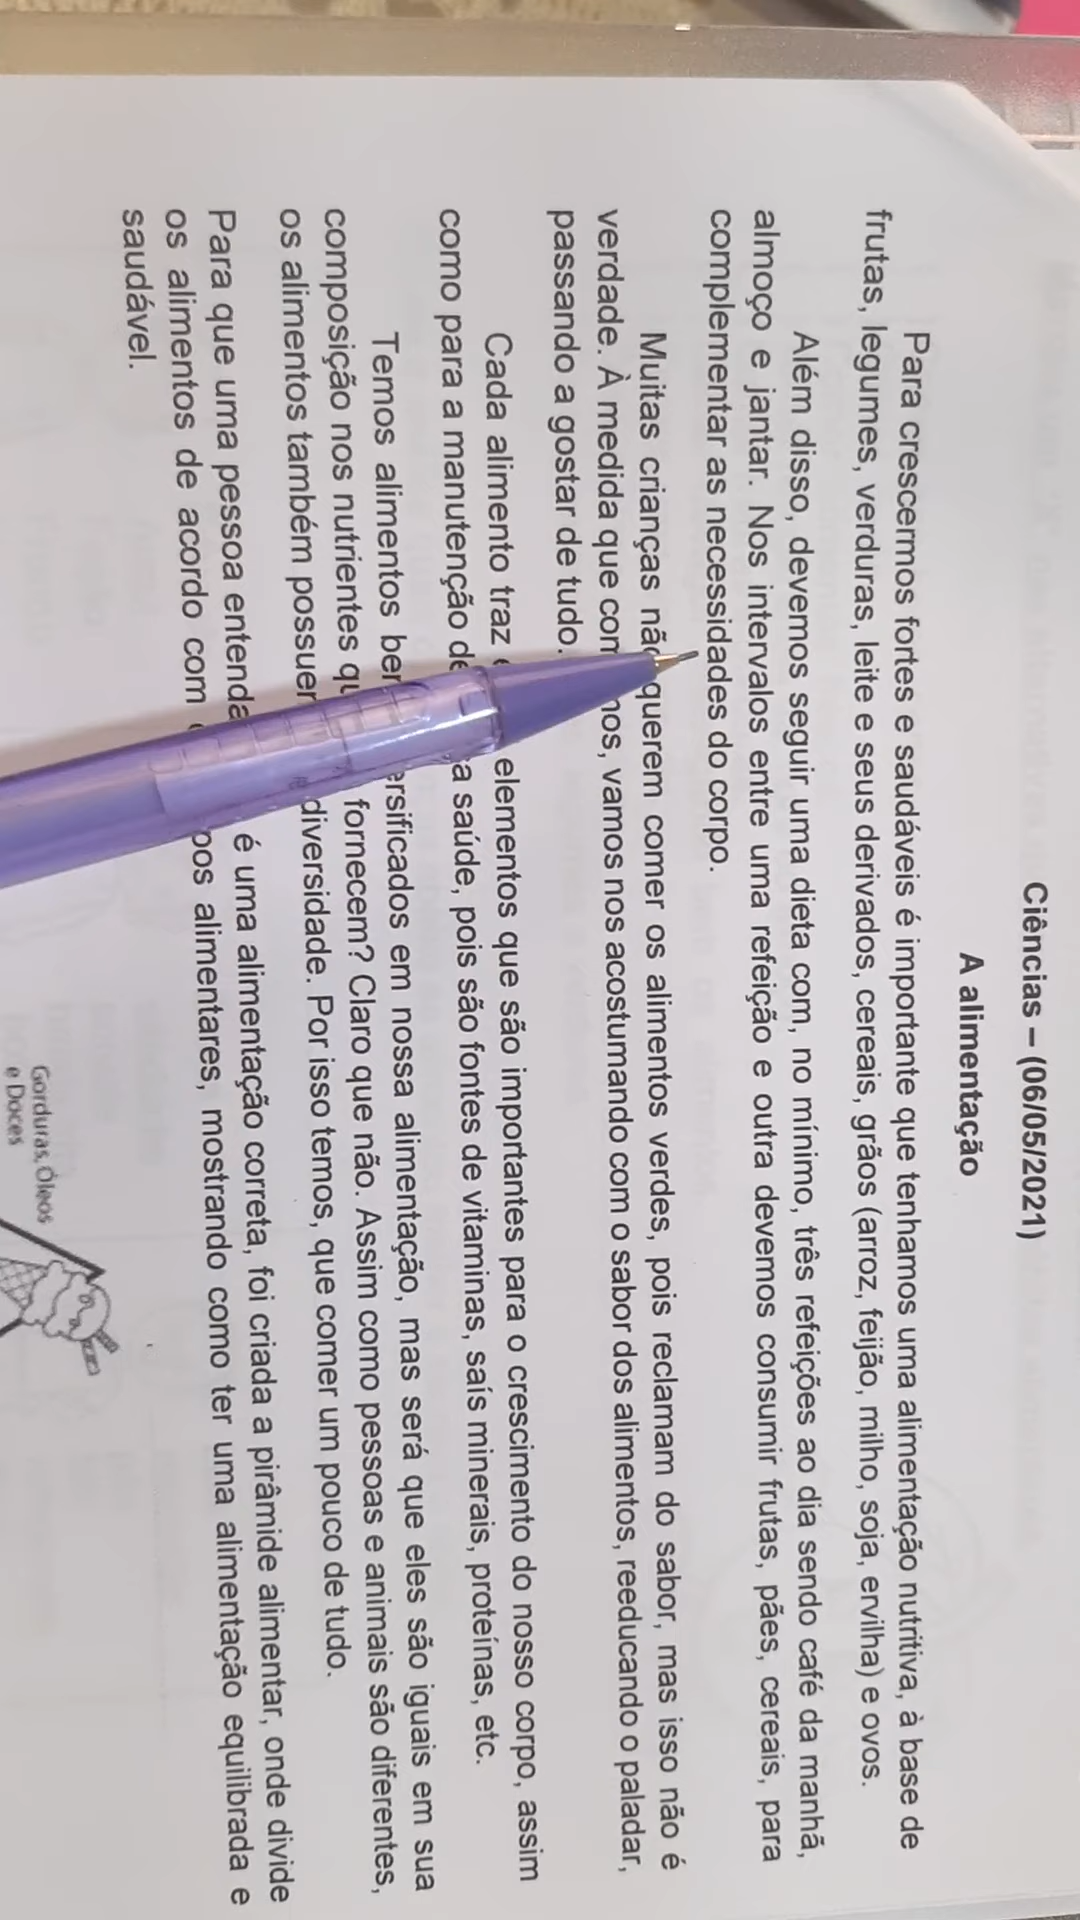 Ciências – (06/05/2021)
A alimentação
Para crescermos fortes e saudáveis é importante que tenhamos uma alimentação nutritiva, à base de
frutas, legumes, verduras, leite e seus derivados, cereais, grãos (arroz, feijão, milho, soja, ervilha) e ovos.
Além disso, devemos seguir uma dieta com, no mínimo, três refeições ao dia sendo café da manhã,
almoço e jantar. Nos intervalos entre uma refeição e outra devemos consumir frutas, pães, cereais, para
complementar as necessidades do corpo.
Muitas crianças não querem comer os alimentos verdes, pois reclamam do sabor, mas isso não é
verdade. À medida que comemos, vamos nos acostumando com o sabor dos alimentos, reeducando o paladar,
passando a gostar de tudo.
Cada alimento traz elementos que são importantes para o crescimento do nosso corpo, assim
como para a manutenção da saúde, pois são fontes de vitaminas, saís minerais, proteínas, etc.
Temos alimentos em nossa alimentação, mas será que eles são iguais em sua
composição nos nutrientes fornecem? Claro que não. Assim como pessoas e animais são diferentes,
os alimentos também diversidade. Por isso temos, que comer um pouco de tudo.
Para que uma pessoa entenda é uma alimentação correta, foi criada a pirâmide alimentar, onde divide
os alimentos de acordo com alimentares, mostrando como ter uma alimentação equilibrada e
saudável.
Gorduras, Óleos
e Doces